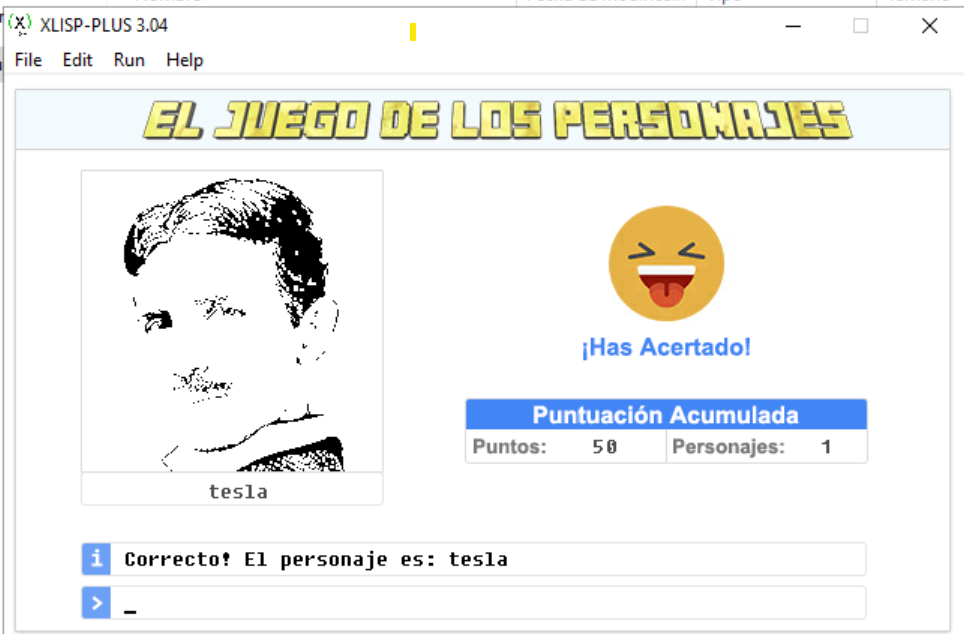 XLISP-PLUS 3.04
File Edit Run Help
EL JUEGO DE LOS PERSONAJES
¡Has Acertado!
Puntuación Acumulada
Puntos: 50 Personajes: 1
tesla
i Correcto! El personaje es: tesla
> _